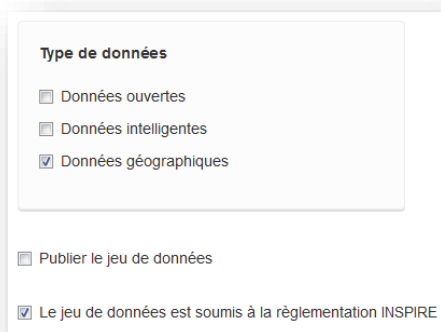 Type de données
Données ouvertes
Données intelligentes
Données géographiques
Publier le jeu de données
Le jeu de données est soumis à la règlementation INSPIRE